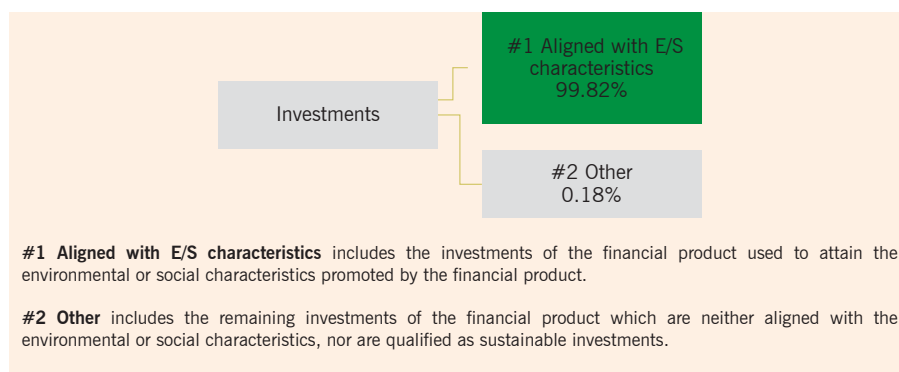 #1 Aligned with E/S
characteristics
99.82%
Investments
#2 Other
0.18%
#1 Aligned with E/S characteristics includes the investments of the financial product used to attain the
environmental or social characteristics promoted by the financial product.
#2 Other includes the remaining investments of the financial product which are neither aligned with the
environmental or social characteristics, nor are qualified as sustainable investments.